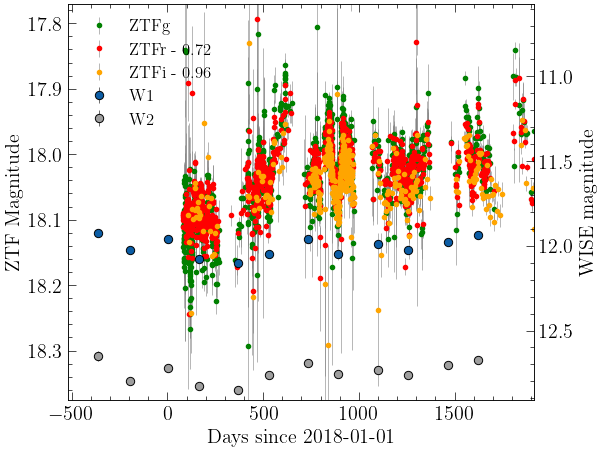 ZTFg
ZTFr - 0.72
ZTFi - 0.96
W1
W2
17.8
17.9
18.0
18.1
18.2
18.3
ZTF Magnitude
11.0
11.5
12.0
12.5
WISE magnitude
−500
0
500
1000
1500
Days since 2018-01-01